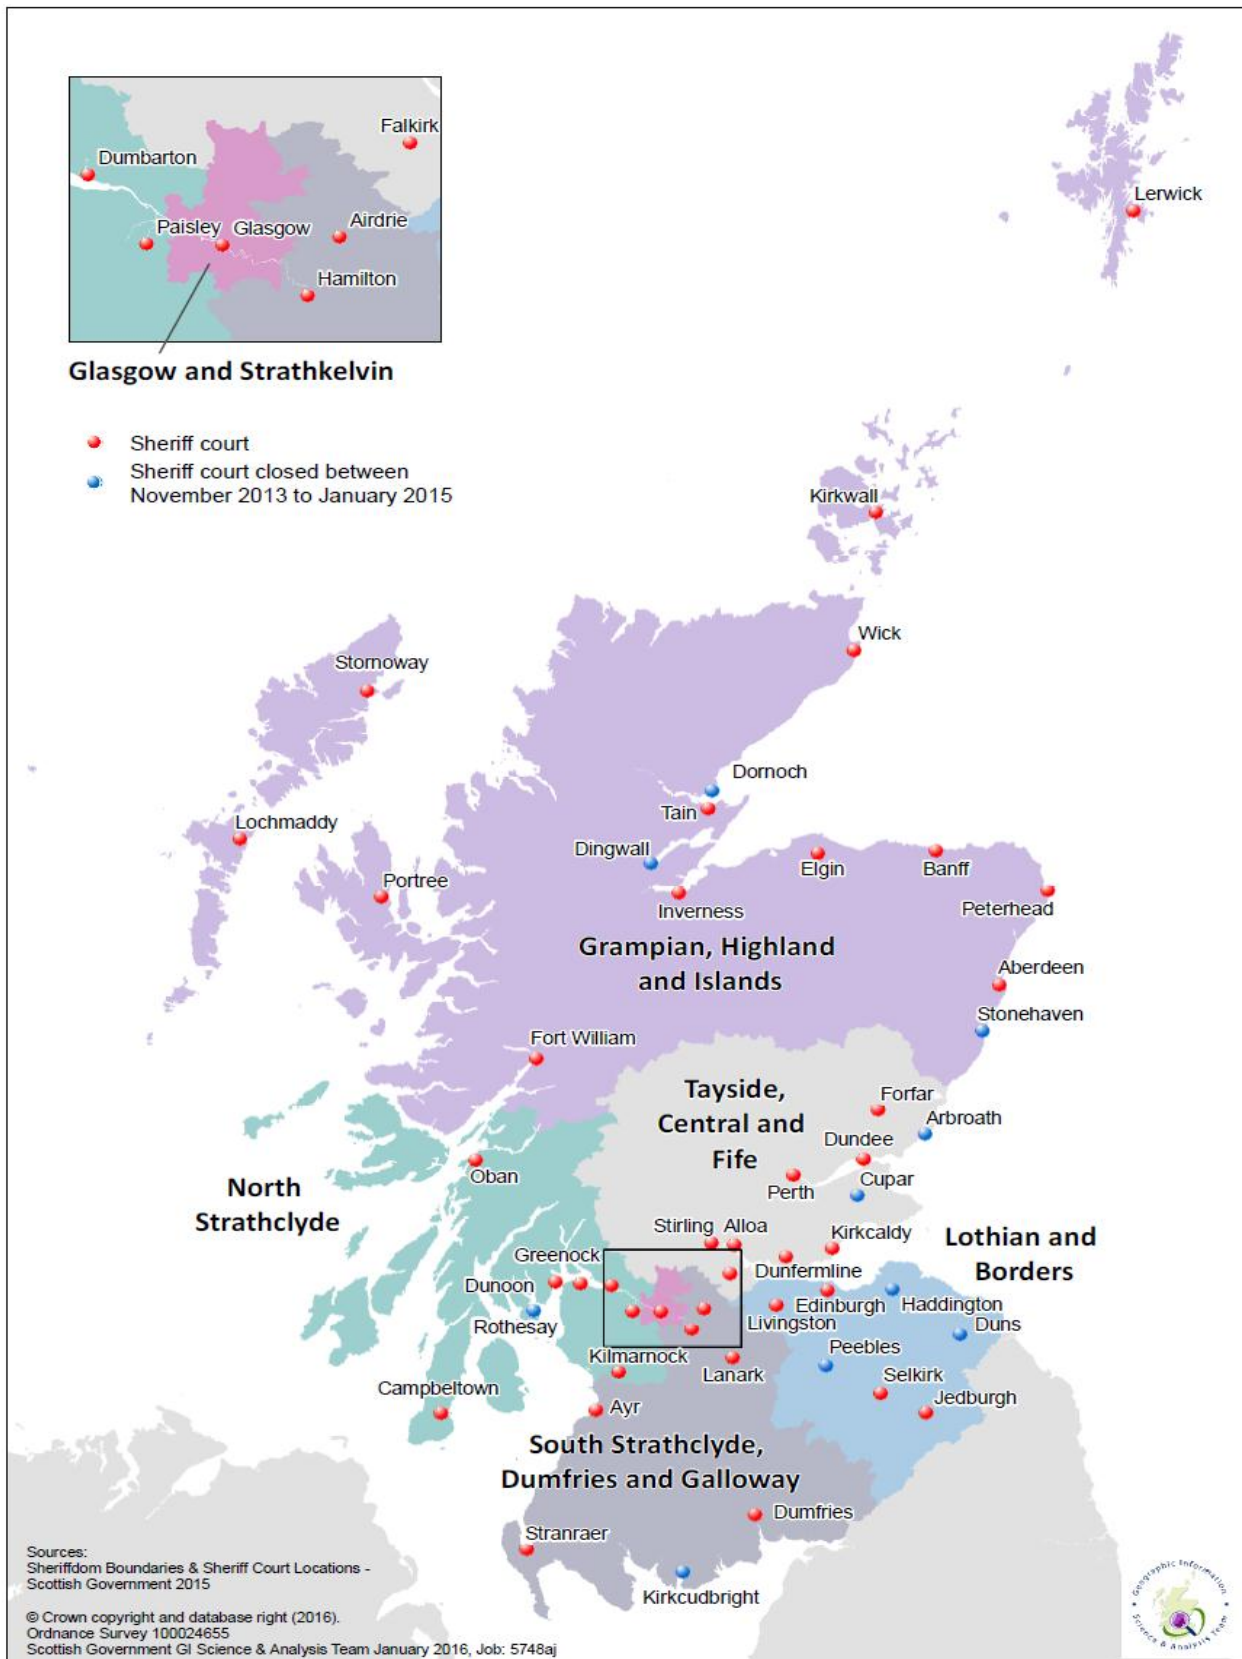 Falkirk
Dumbarton
Paisley
Glasgow
Airdrie
Hamilton
Glasgow and Strathkelvin
Sheriff court
Sheriff court closed between
November 2013 to January 2015
Lerwick
Kirkwall
Wick
Stornoway
Dornoch
Tain
Lochmaddy
Dingwall
Elgin
Banff
Portree
Inverness
Peterhead
Grampian, Highland
and Islands
Aberdeen
Stonehaven
Fort William
Tayside,
Central and
Fife
Forfar
Arbroath
Dundee
Oban
Perth
Cupar
North
Strathclyde
Stirling
Alloa
Kirkcaldy
Lothian and
Borders
Greenock
Dunfermline
Dunoon
Edinburgh
Haddington
Rothesay
Livingston
Duns
Kilmarnock
Peebles
Lanark
Selkirk
Campbeltown
Jedburgh
Ayr
South Strathclyde,
Dumfries and Galloway
Dumfries
Stranraer
Kirkcudbright
Sources:
Sheriffdom Boundaries & Sheriff Court Locations -
Scottish Government 2015
© Crown copyright and database right (2016).
Ordnance Survey 100024655
Scottish Government GI Science & Analysis Team January 2016, Job: 5748aj
Geographic Information
Science & Analysis Team